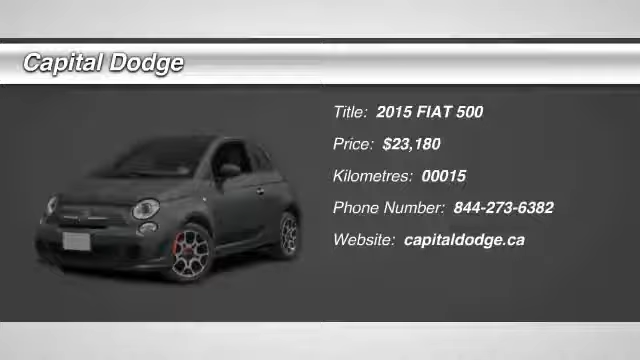 Capital Dodge
Title: 2015 FIAT 500
Price: $23,180
Kilometres: 00015
Phone Number: 844-273-6382
Website: capitaldodge.ca